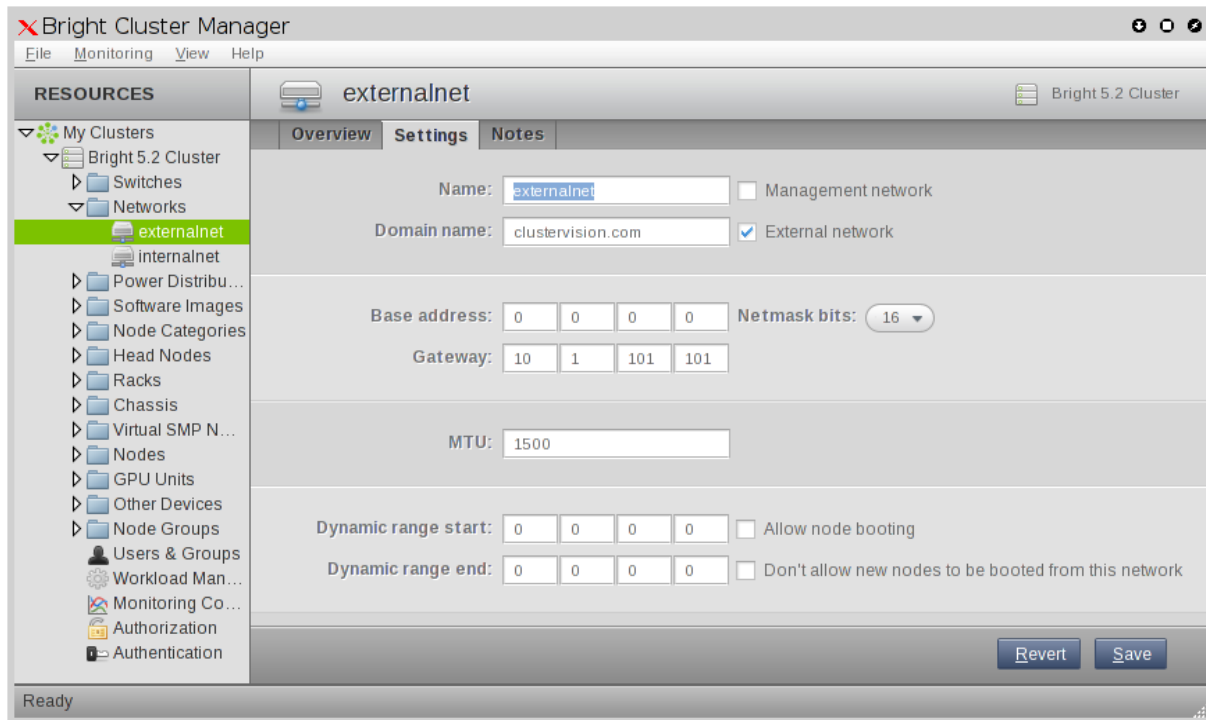 Bright Cluster Manager
File Monitoring View Help
RESOURCES
My Clusters
Bright 5.2 Cluster
Switches
Networks
externalnet
internalnet
Power Distribu...
Software Images
Node Categories
Head Nodes
Racks
Chassis
Virtual SMP N...
Nodes
GPU Units
Other Devices
Node Groups
Users & Groups
Workload Man...
Monitoring Co...
Authorization
Authentication
externalnet Bright 5.2 Cluster
Overview Settings Notes
Name: externalnet Management network
Domain name: clustervision.com External network
Base address: 0 0 0 0 Netmask bits: 16
Gateway: 10 1 101 101
MTU: 1500
Dynamic range start: 0 0 0 0 Allow node booting
Dynamic range end: 0 0 0 0 Don't allow new nodes to be booted from this network
Revert Save
Ready